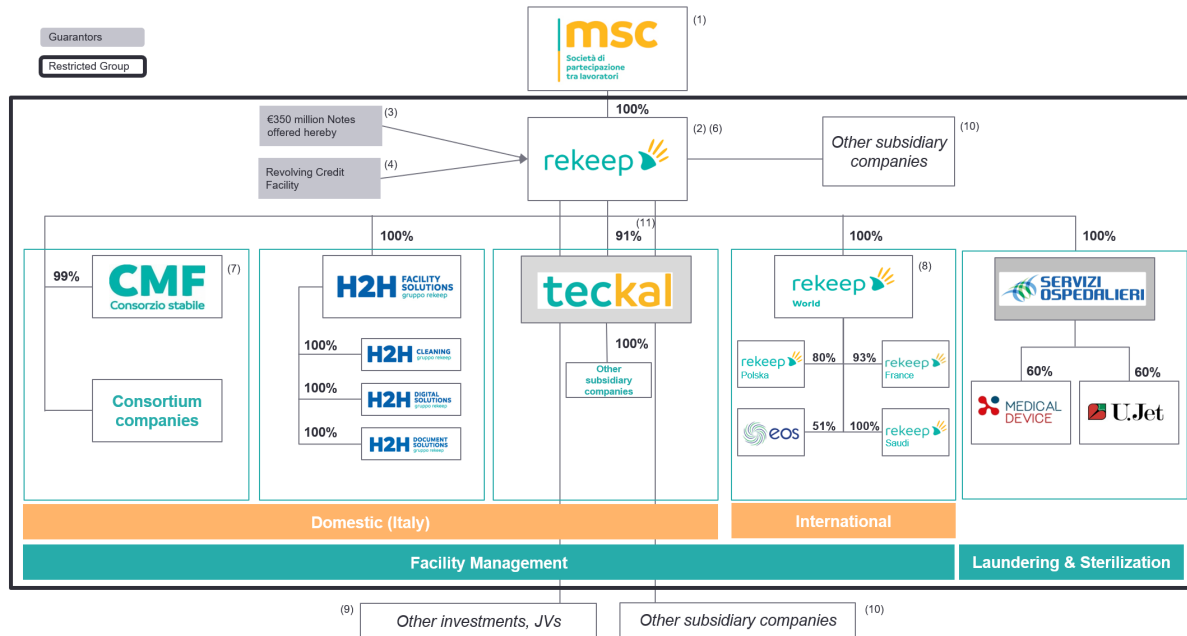 Guarantors
Restricted Group
msc
Società di
partecipazione
tra lavoratori
(1)
100%
€350 million Notes
offered hereby
(3)
Revolving Credit
Facility
(4)
rekeep
(2) (6)
Other subsidiary
companies
(10)
99%
CMF
Consorzio stabile
(7)
Consortium
companies
100%
H2H FACILITY
SOLUTIONS
gruppo rekeep
100%
H2H CLEANING
gruppo rekeep
100%
H2H DIGITAL
SOLUTIONS
gruppo rekeep
100%
H2H DOCUMENT
SOLUTIONS
gruppo rekeep
(11)
91%
teckal
100%
Other
subsidiary
companies
100%
rekeep
World
(8)
rekeep
Polska
80%
93%
rekeep
France
eos
51%
100%
rekeep
Saudi
100%
SERVIZI
OSPEDALIERI
60%
MEDICAL
DEVICE
60%
U.Jet
Domestic (Italy)
International
Facility Management
Laundering & Sterilization
(9)
Other investments, JVs
Other subsidiary companies
(10)